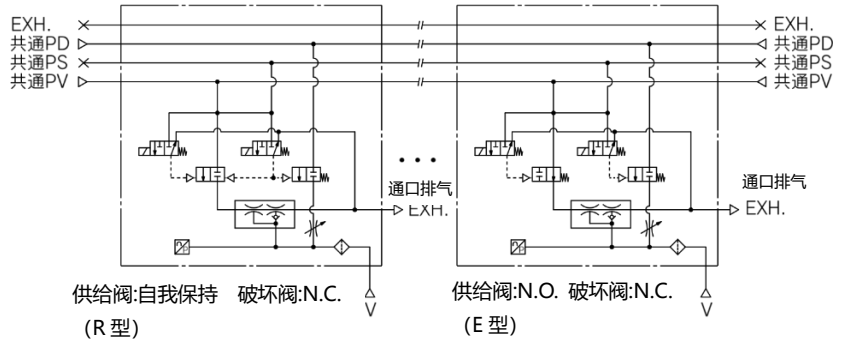 EXH.
EXH.
共通PD
共通PD
共通PS
共通PS
共通PV
共通PV
通口排气
EXH.
通口排气
EXH.
供给阀:自我保持 破坏阀:N.C.
(R 型)
V
供给阀:N.O. 破坏阀:N.C.
(E 型)
V